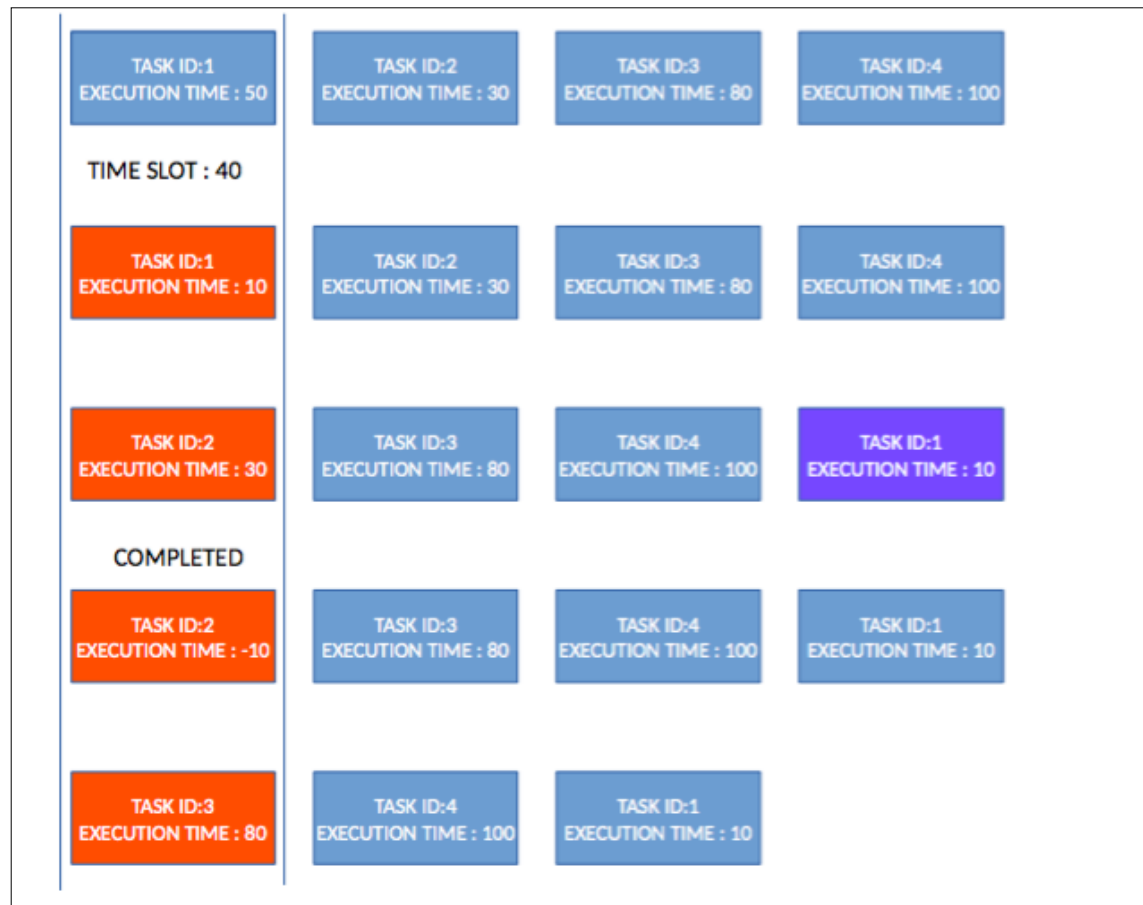 TASK ID:1
EXECUTION TIME : 50
TASK ID:2
EXECUTION TIME : 30
TASK ID:3
EXECUTION TIME : 80
TASK ID:4
EXECUTION TIME : 100
TIME SLOT : 40
TASK ID:1
EXECUTION TIME : 10
TASK ID:2
EXECUTION TIME : 30
TASK ID:3
EXECUTION TIME : 80
TASK ID:4
EXECUTION TIME : 100
TASK ID:2
EXECUTION TIME : 30
TASK ID:3
EXECUTION TIME : 80
TASK ID:4
EXECUTION TIME : 100
TASK ID:1
EXECUTION TIME : 10
COMPLETED
TASK ID:2
EXECUTION TIME : -10
TASK ID:3
EXECUTION TIME : 80
TASK ID:4
EXECUTION TIME : 100
TASK ID:1
EXECUTION TIME : 10
TASK ID:3
EXECUTION TIME : 80
TASK ID:4
EXECUTION TIME : 100
TASK ID:1
EXECUTION TIME : 10